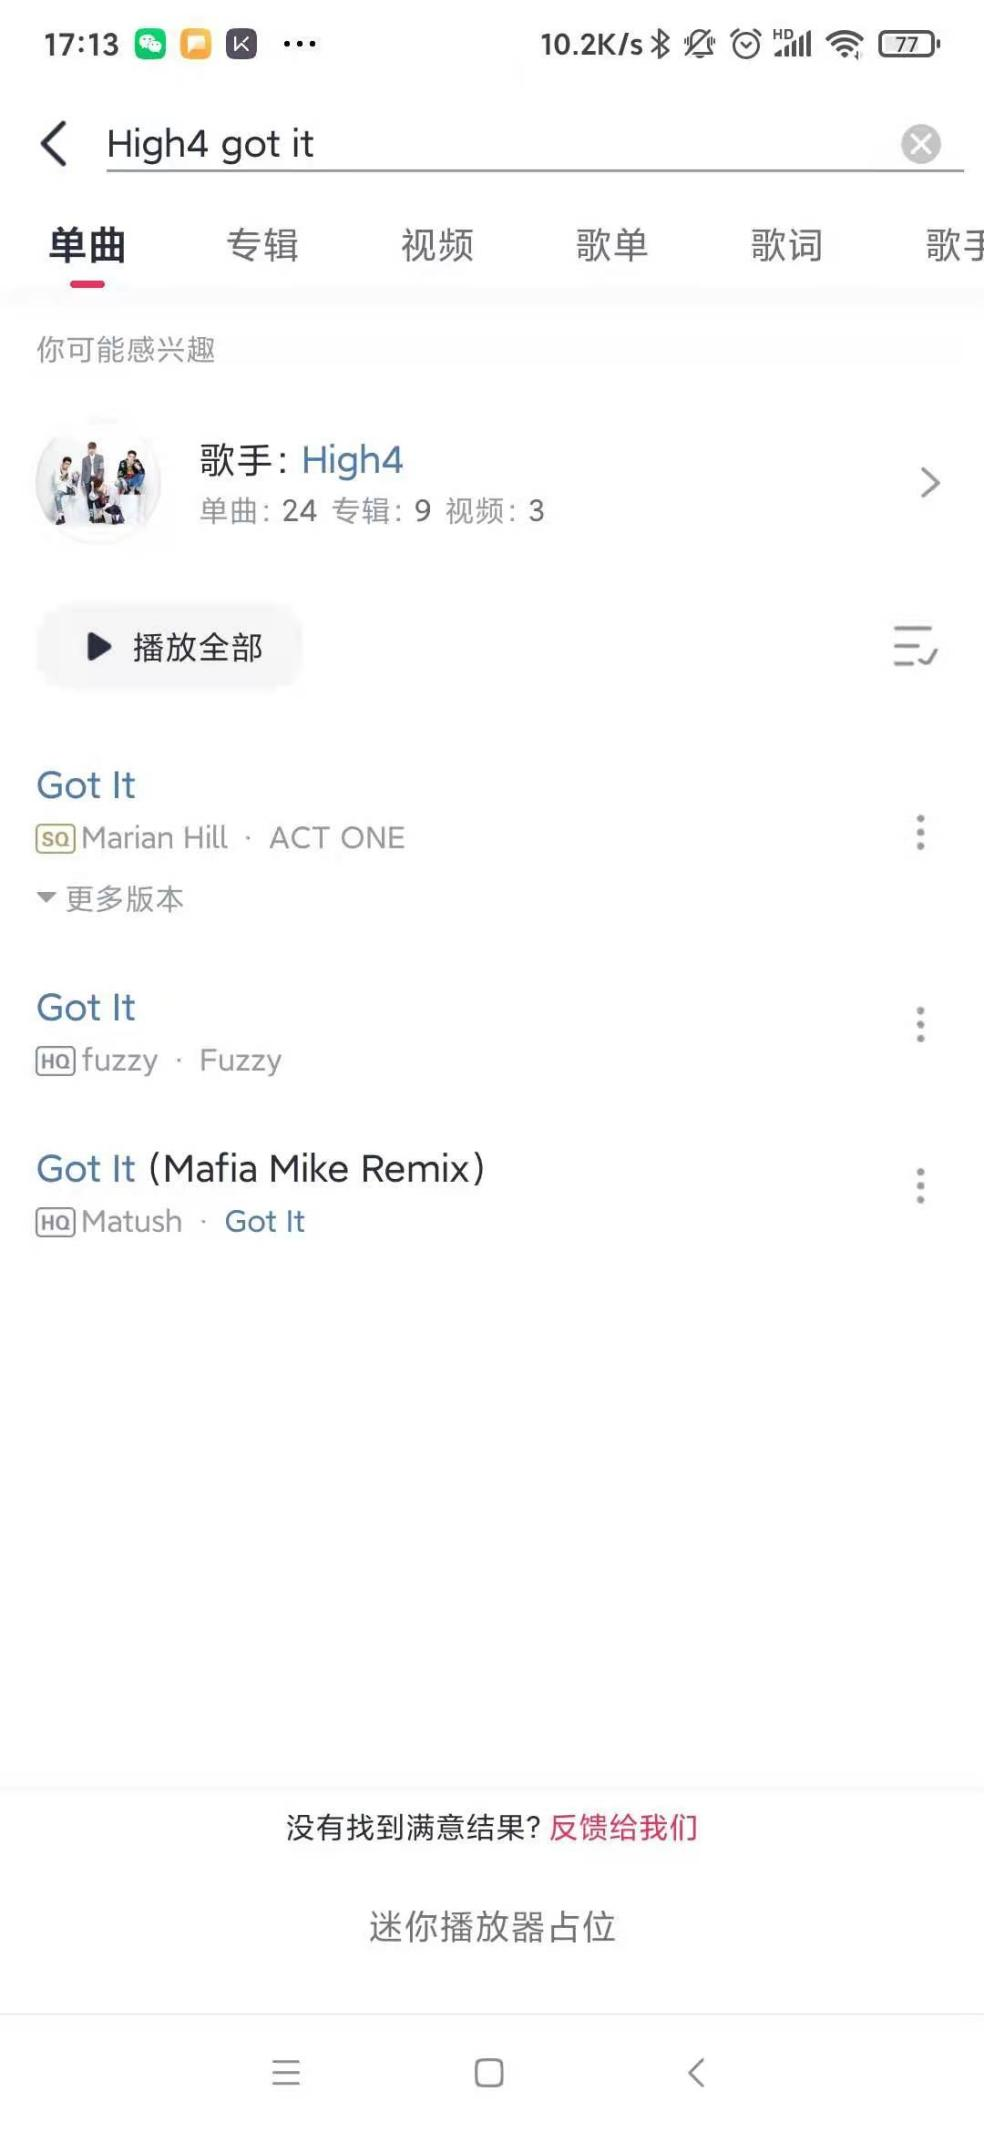 17:13 ... 10.2K/s HD 77
High4 got it
单曲 专辑 视频 歌单 歌词 歌手
你可能感兴趣
歌手：High4
单曲：24 专辑：9 视频：3
播放全部
Got It
SQ Marian Hill · ACT ONE
更多版本
Got It
HQ fuzzy · Fuzzy
Got It (Mafia Mike Remix)
HQ Matush · Got It
没有找到满意结果？反馈给我们
迷你播放器占位